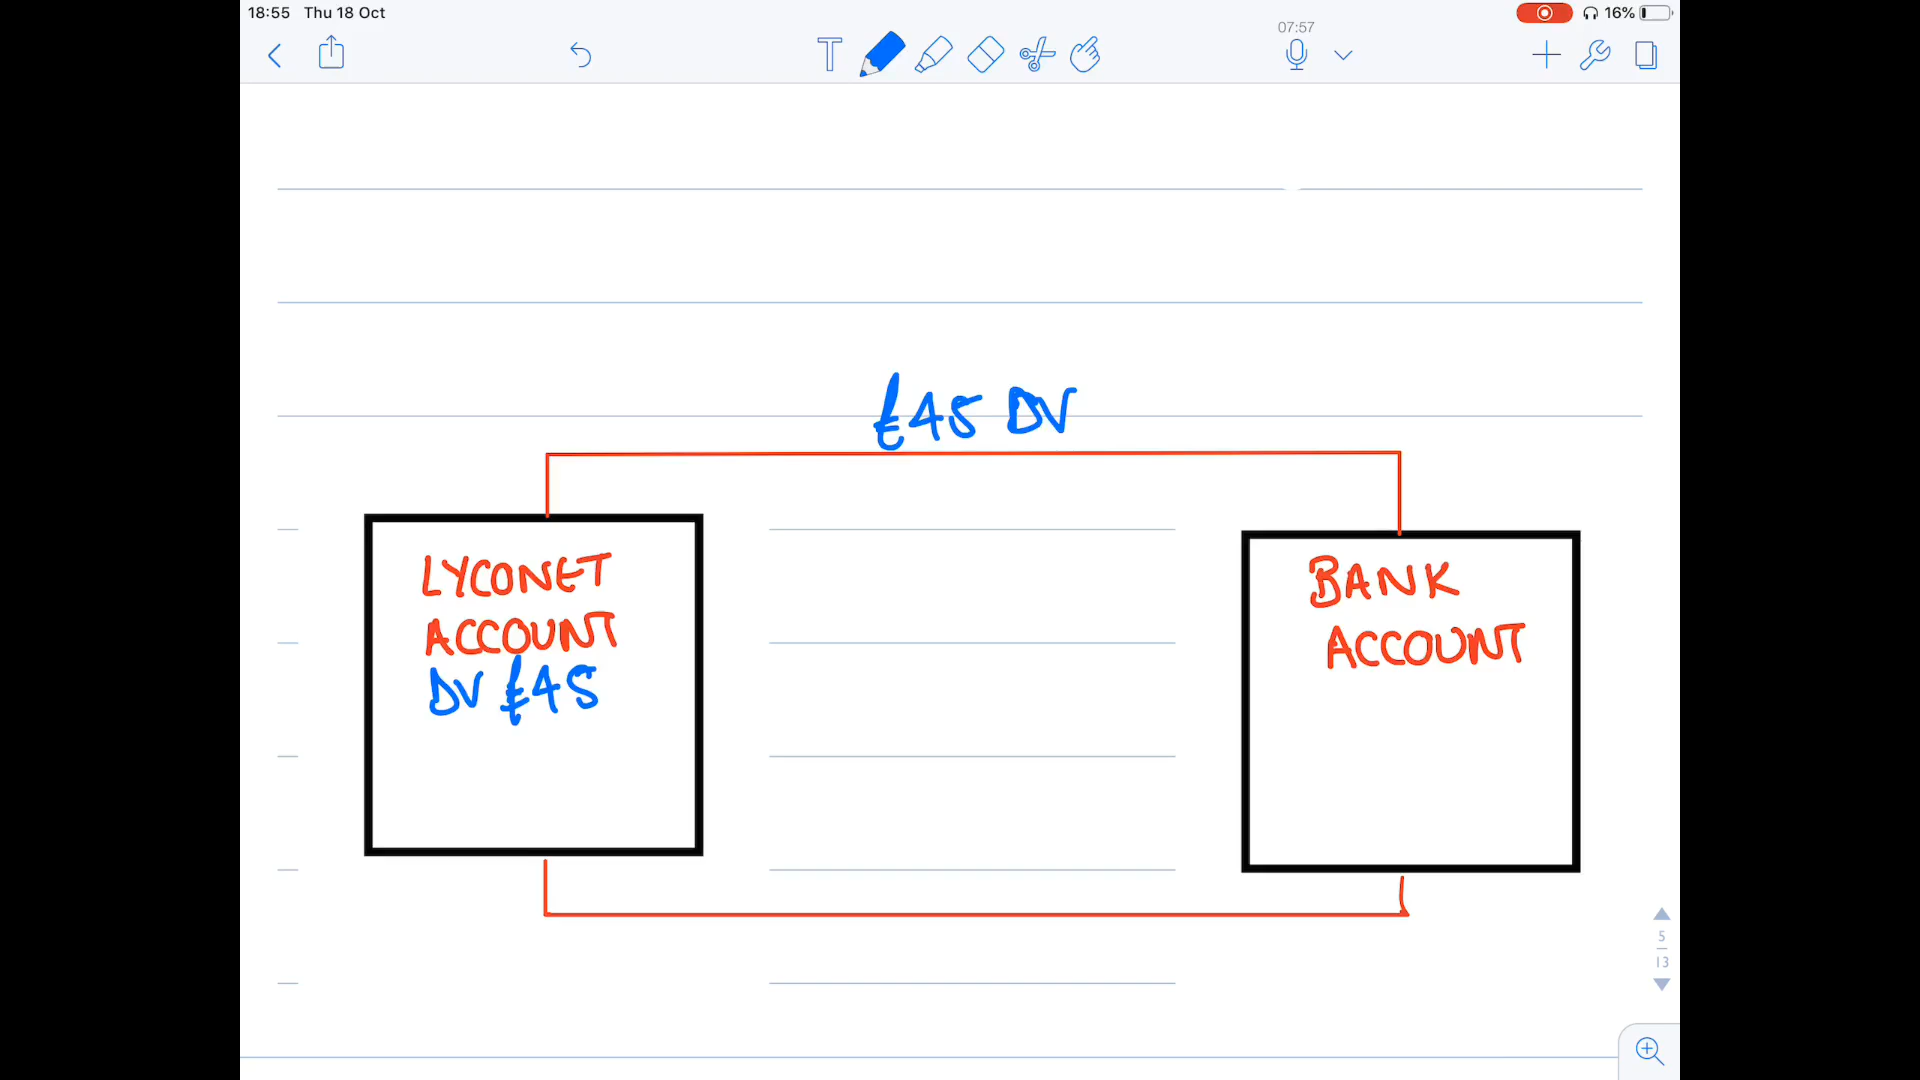 18:55 Thu 18 Oct
16%
07:57
T
£45 DV
LYCONET
ACCOUNT
DV £45
BANK
ACCOUNT
5
13